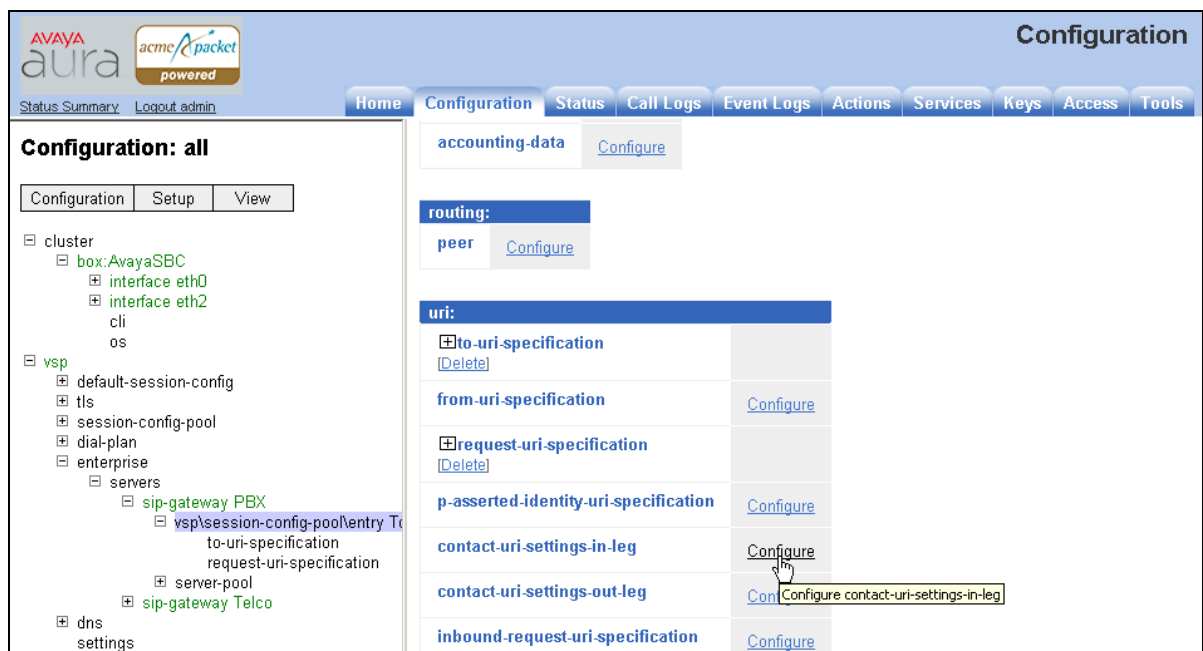 AVAYA
aura
acme packet
powered
Configuration
Status Summary Logout admin
Home Configuration Status Call Logs Event Logs Actions Services Keys Access Tools
Configuration: all
Configuration Setup View
cluster
box:AvayaSBC
interface eth0
interface eth2
cli
os
vsp
default-session-config
tls
session-config-pool
dial-plan
enterprise
servers
sip-gateway PBX
vsp\session-config-pool\entry
to-uri-specification
request-uri-specification
server-pool
sip-gateway Telco
dns
settings
accounting-data Configure
routing:
peer Configure
uri:
to-uri-specification
[Delete]
from-uri-specification Configure
request-uri-specification
[Delete]
p-asserted-identity-uri-specification Configure
contact-uri-settings-in-leg Configure
contact-uri-settings-out-leg Conf
Configure contact-uri-settings-in-leg
inbound-request-uri-specification Configure